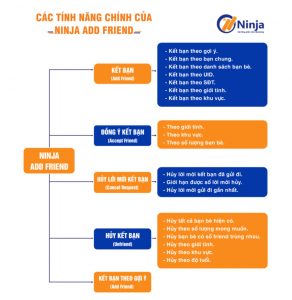 CÁC TÍNH NĂNG CHÍNH CỦA
NINJA ADD FRIEND
Ninja
NINJA
ADD FRIEND
KẾT BẠN
(Add Friend)
- Kết bạn theo gợi ý.
- Kết bạn theo bạn chung.
- Kết bạn theo danh sách bạn bè.
- Kết bạn theo UID.
- Kết bạn theo SĐT.
- Kết bạn theo giới tính.
- Kết bạn theo khu vực.
ĐỒNG Ý KẾT BẠN
(Accept Friend)
- Theo giới tính.
- Theo khu vực.
- Theo số lượng bạn bè.
HỦY LỜI MỜI KẾT BẠN
(Cancel Request)
- Hủy lời mời kết bạn đã gửi đi.
- Giới hạn được số lời mời hủy.
- Hủy lời mời gửi đi gần nhất.
HỦY KẾT BẠN
(Unfriend)
- Hủy tất cả bạn bè hiện có.
- Hủy theo số lượng mong muốn.
- Hủy bạn bè có số friend trùng nhau.
- Hủy theo giới tính.
- Hủy theo khu vực.
- Hủy theo độ tuổi.
KẾT BẠN THEO GỢI Ý
(Add Friend)